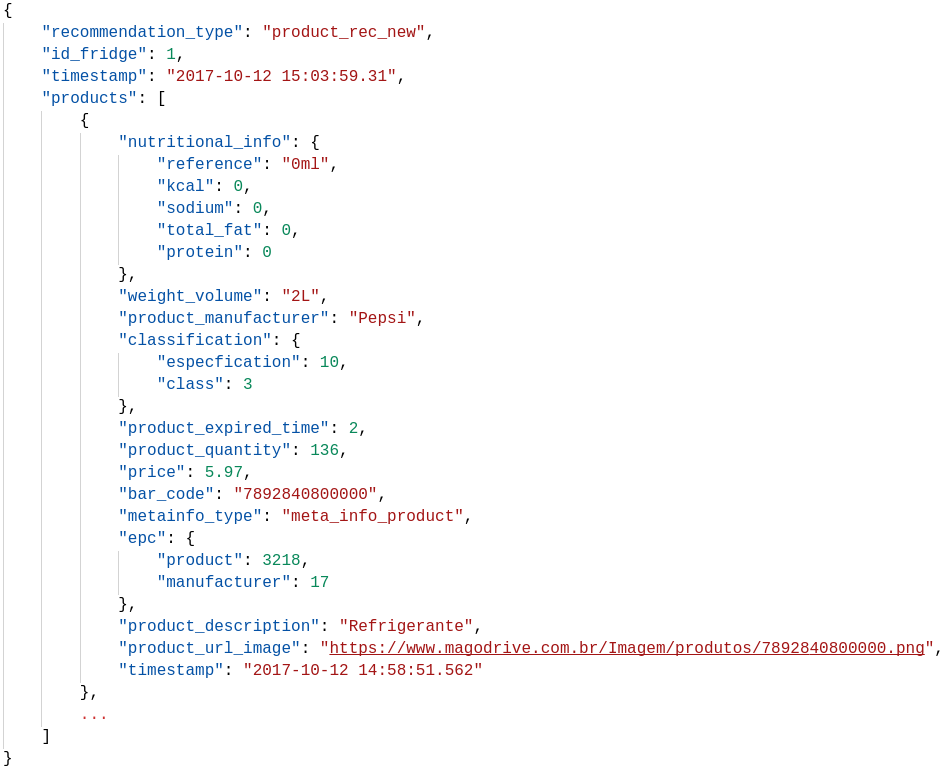 {
    "recommendation_type": "product_rec_new",
    "id_fridge": 1,
    "timestamp": "2017-10-12 15:03:59.31",
    "products": [
        {
            "nutritional_info": {
                "reference": "0ml",
                "kcal": 0,
                "sodium": 0,
                "total_fat": 0,
                "protein": 0
            },
            "weight_volume": "2L",
            "product_manufacturer": "Pepsi",
            "classification": {
                "especfication": 10,
                "class": 3
            },
            "product_expired_time": 2,
            "product_quantity": 136,
            "price": 5.97,
            "bar_code": "7892840800000",
            "metainfo_type": "meta_info_product",
            "epc": {
                "product": 3218,
                "manufacturer": 17
            },
            "product_description": "Refrigerante",
            "product_url_image": "https://www.magodrive.com.br/Imagem/produtos/7892840800000.png",
            "timestamp": "2017-10-12 14:58:51.562"
        },
        ...
    ]
}